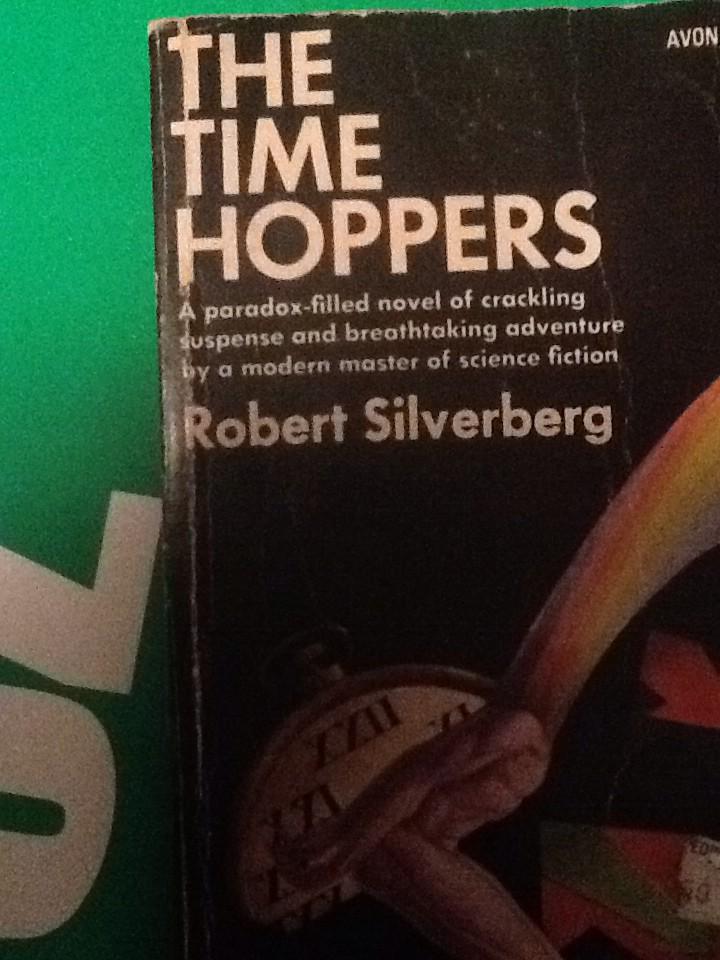 THE
AVON
TIME
HOPPERS
A paradox-filled novel of crackling
suspense and breathtaking adventure
by a modern master of science fiction
Robert Silverberg